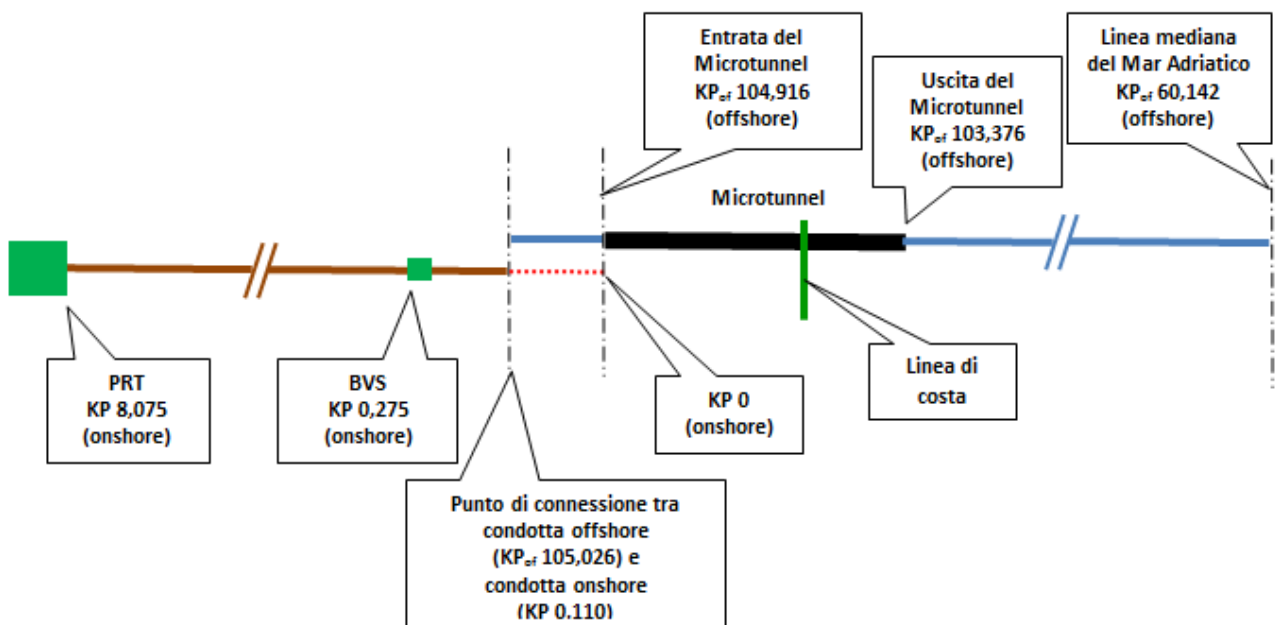 Entrata del
Microtunnel
KPof 104,916
(offshore)
Uscita del
Microtunnel
KPof 103,376
(offshore)
Linea mediana
del Mar Adriatico
KPof 60,142
(offshore)
Microtunnel
PRT
KP 8,075
(onshore)
BVS
KP 0,275
(onshore)
Punto di connessione tra
condotta offshore
(KPof 105,026) e
condotta onshore
(KP 0,110)
KP 0
(onshore)
Linea di
costa